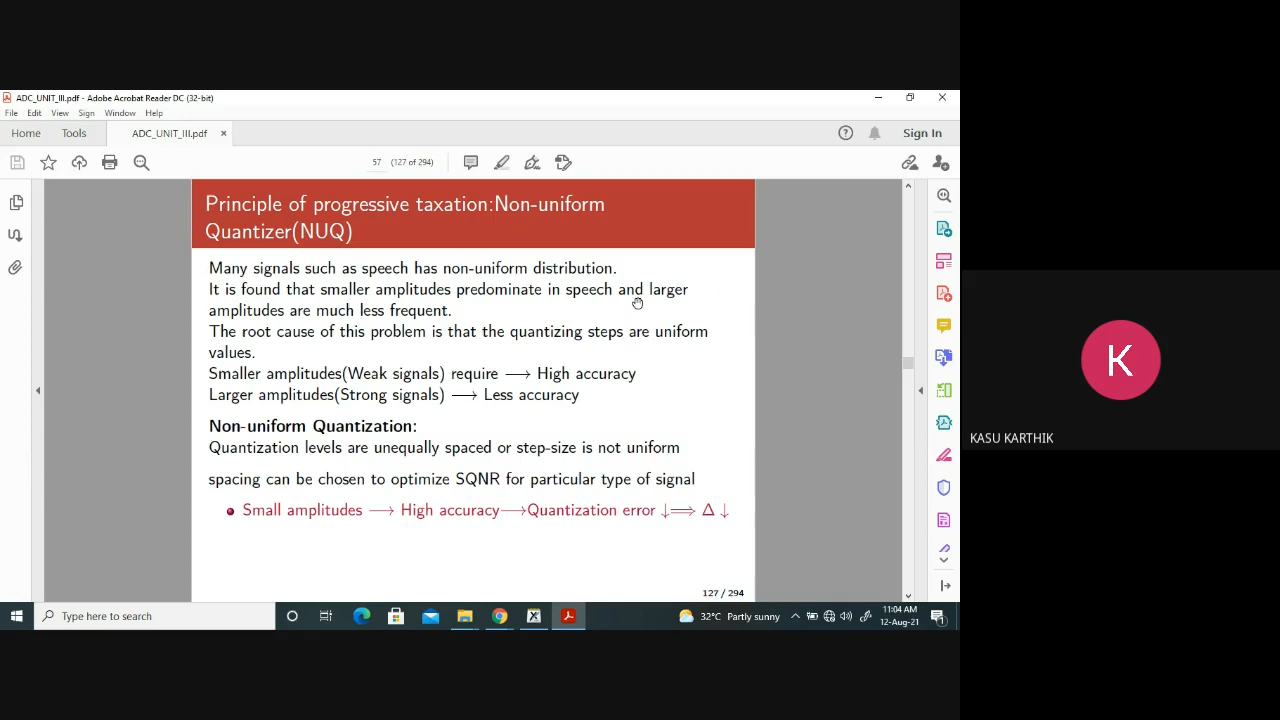 ADC_UNIT_III.pdf - Adobe Acrobat Reader DC (32-bit)
File Edit View Sign Window Help
Home Tools ADC_UNIT_III.pdf × Sign In
57 (127 of 294)
Principle of progressive taxation:Non-uniform
Quantizer(NUQ)
Many signals such as speech has non-uniform distribution.
It is found that smaller amplitudes predominate in speech and larger
amplitudes are much less frequent.
The root cause of this problem is that the quantizing steps are uniform
values.
Smaller amplitudes(Weak signals) require ⟶ High accuracy
Larger amplitudes(Strong signals) ⟶ Less accuracy
Non-uniform Quantization:
Quantization levels are unequally spaced or step-size is not uniform
spacing can be chosen to optimize SQNR for particular type of signal
Small amplitudes ⟶ High accuracy⟶Quantization error ↓⟹ Δ ↓
127 / 294
K
KASU KARTHIK
Type here to search
32°C Partly sunny
11:04 AM
12-Aug-21
1